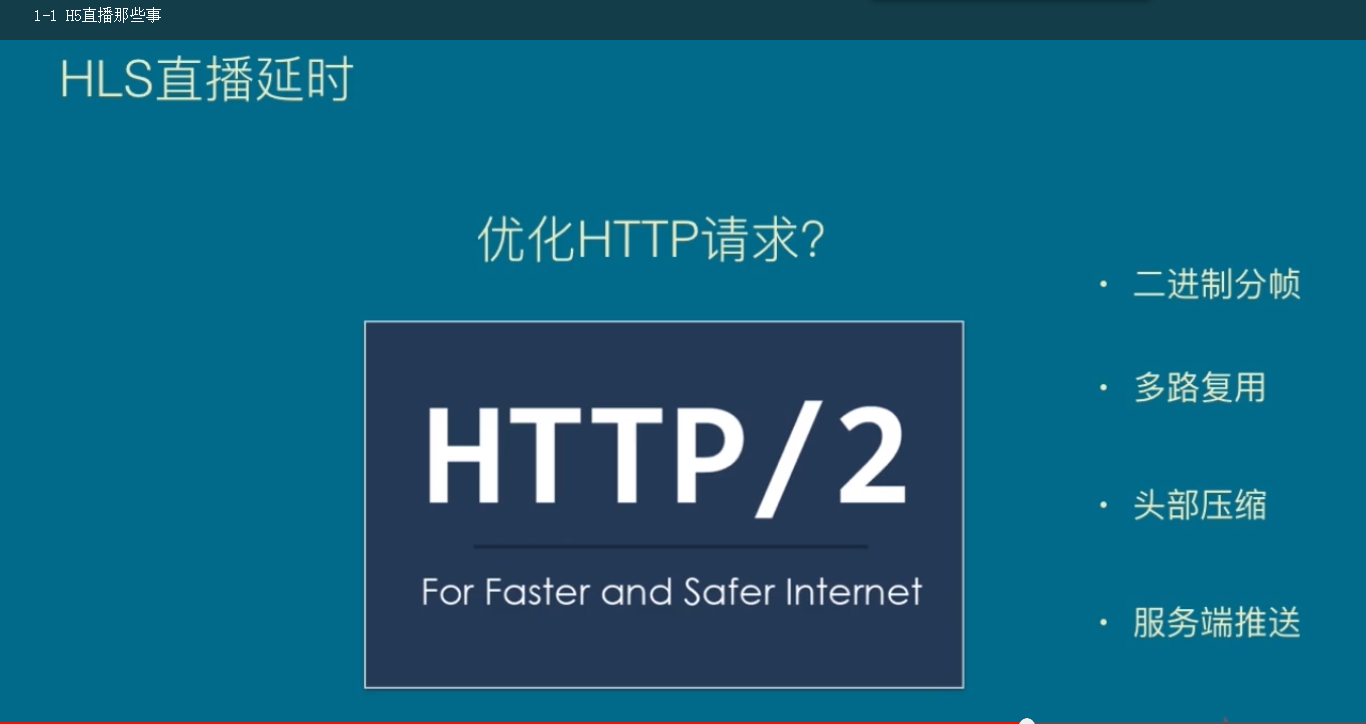 1-1 H5直播那些事
HLS直播延时
优化HTTP请求?
HTTP/2
For Faster and Safer Internet
• 二进制分帧
• 多路复用
• 头部压缩
• 服务端推送